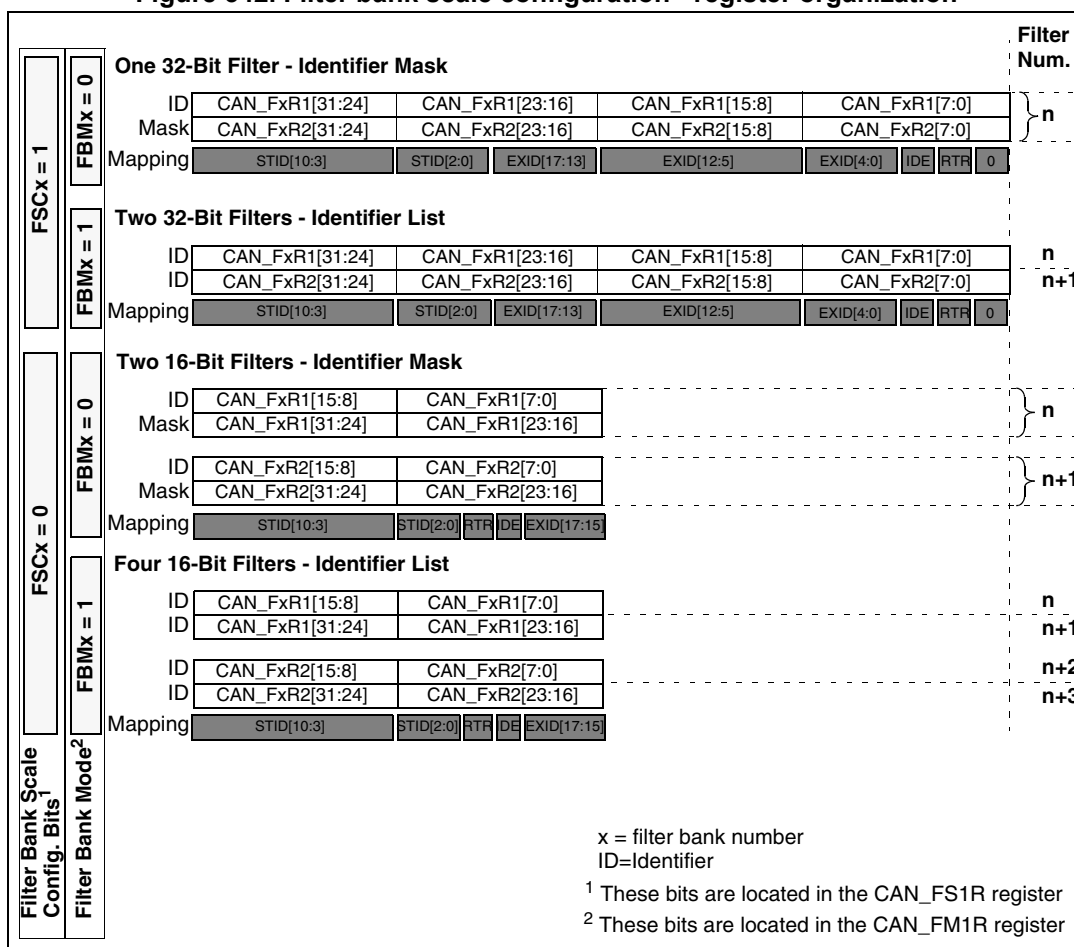 Figure 342. Filter bank scale configuration - register organization
Filter
Num.
FSCx = 1
FBMx = 0
One 32-Bit Filter - Identifier Mask
ID CAN_FxR1[31:24] CAN_FxR1[23:16] CAN_FxR1[15:8] CAN_FxR1[7:0] n
Mask CAN_FxR2[31:24] CAN_FxR2[23:16] CAN_FxR2[15:8] CAN_FxR2[7:0]
Mapping STID[10:3] STID[2:0] EXID[17:13] EXID[12:5] EXID[4:0] IDE RTR 0
FBMx = 1
Two 32-Bit Filters - Identifier List
ID CAN_FxR1[31:24] CAN_FxR1[23:16] CAN_FxR1[15:8] CAN_FxR1[7:0] n
ID CAN_FxR2[31:24] CAN_FxR2[23:16] CAN_FxR2[15:8] CAN_FxR2[7:0] n+1
Mapping STID[10:3] STID[2:0] EXID[17:13] EXID[12:5] EXID[4:0] IDE RTR 0
FSCx = 0
FBMx = 0
Two 16-Bit Filters - Identifier Mask
ID CAN_FxR1[15:8] CAN_FxR1[7:0] n
Mask CAN_FxR1[31:24] CAN_FxR1[23:16]
ID CAN_FxR2[15:8] CAN_FxR2[7:0] n+1
Mask CAN_FxR2[31:24] CAN_FxR2[23:16]
Mapping STID[10:3] STID[2:0] RTR IDE EXID[17:15]
FBMx = 1
Four 16-Bit Filters - Identifier List
ID CAN_FxR1[15:8] CAN_FxR1[7:0] n
ID CAN_FxR1[31:24] CAN_FxR1[23:16] n+1
ID CAN_FxR2[15:8] CAN_FxR2[7:0] n+2
ID CAN_FxR2[31:24] CAN_FxR2[23:16] n+3
Mapping STID[10:3] STID[2:0] RTR IDE EXID[17:15]
Filter Bank Scale
Config. Bits1
Filter Bank Mode2
x = filter bank number
ID=Identifier
1 These bits are located in the CAN_FS1R register
2 These bits are located in the CAN_FM1R register